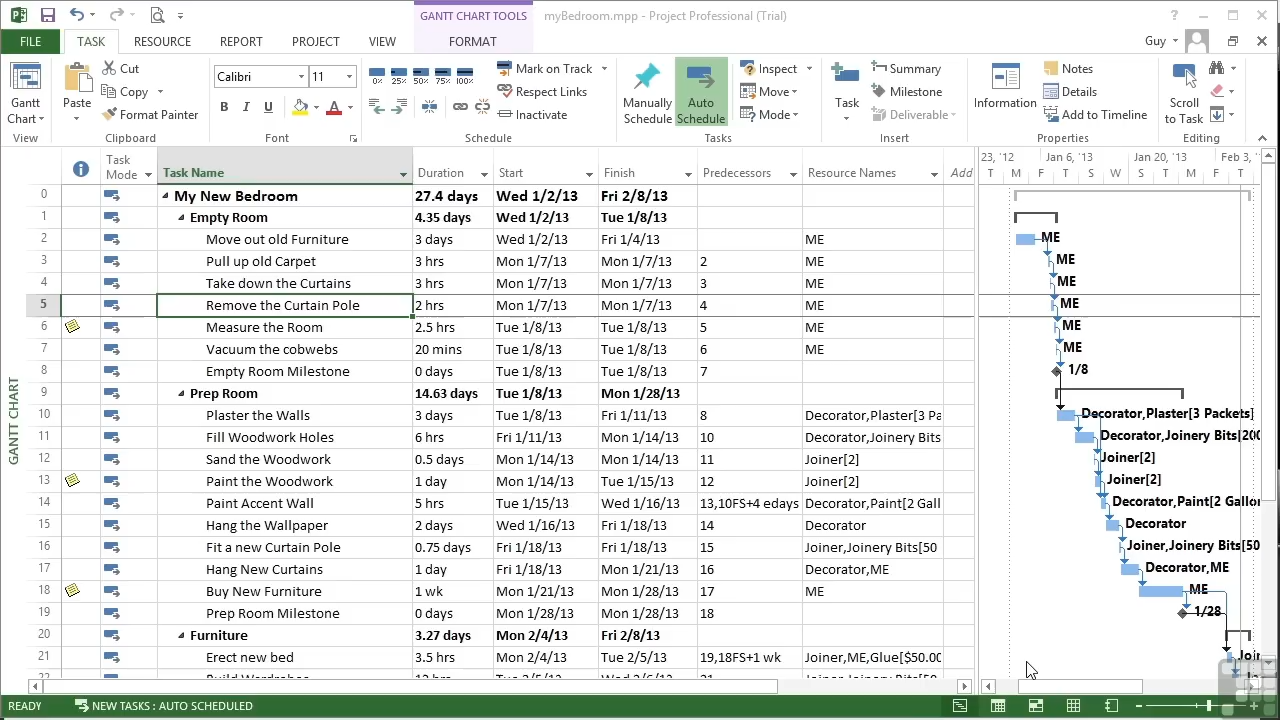 GANTT CHART TOOLS
myBedroom.mpp - Project Professional (Trial)
FILE TASK RESOURCE REPORT PROJECT VIEW FORMAT
Guy
Gantt Chart
View
Paste
Cut
Copy
Format Painter
Clipboard
Calibri 11
B I U A
Font
0% 25% 50% 75% 100%
Mark on Track
Respect Links
Inactivate
Schedule
Manually Schedule
Auto Schedule
Inspect
Move
Mode
Tasks
Task
Summary
Milestone
Deliverable
Insert
Information
Notes
Details
Add to Timeline
Properties
Scroll to Task
Editing
Task Mode Task Name Duration Start Finish Predecessors Resource Names Add
23, '12 Jan 6, '13 Jan 20, '13 Feb 3, '
T M F T S W S T M F T
0 My New Bedroom 27.4 days Wed 1/2/13 Fri 2/8/13
1 Empty Room 4.35 days Wed 1/2/13 Tue 1/8/13
2 Move out old Furniture 3 days Wed 1/2/13 Fri 1/4/13 ME ME
3 Pull up old Carpet 3 hrs Mon 1/7/13 Mon 1/7/13 2 ME ME
4 Take down the Curtains 3 hrs Mon 1/7/13 Mon 1/7/13 3 ME ME
5 Remove the Curtain Pole 2 hrs Mon 1/7/13 Mon 1/7/13 4 ME ME
6 Measure the Room 2.5 hrs Tue 1/8/13 Tue 1/8/13 5 ME ME
7 Vacuum the cobwebs 20 mins Tue 1/8/13 Tue 1/8/13 6 ME ME
8 Empty Room Milestone 0 days Tue 1/8/13 Tue 1/8/13 7 1/8
9 Prep Room 14.63 days Tue 1/8/13 Mon 1/28/13
10 Plaster the Walls 3 days Tue 1/8/13 Fri 1/11/13 8 Decorator,Plaster[3 Pa Decorator,Plaster[3 Packets]
11 Fill Woodwork Holes 6 hrs Fri 1/11/13 Mon 1/14/13 10 Decorator,Joinery Bits Decorator,Joinery Bits[200
12 Sand the Woodwork 0.5 days Mon 1/14/13 Mon 1/14/13 11 Joiner[2] Joiner[2]
13 Paint the Woodwork 1 day Mon 1/14/13 Tue 1/15/13 12 Joiner[2] Joiner[2]
14 Paint Accent Wall 5 hrs Tue 1/15/13 Wed 1/16/13 13,10FS+4 edays Decorator,Paint[2 Gall Decorator,Paint[2 Gallo
15 Hang the Wallpaper 2 days Wed 1/16/13 Fri 1/18/13 14 Decorator Decorator
16 Fit a new Curtain Pole 0.75 days Fri 1/18/13 Fri 1/18/13 15 Joiner,Joinery Bits[50 Joiner,Joinery Bits[50
17 Hang New Curtains 1 day Fri 1/18/13 Mon 1/21/13 16 Decorator,ME Decorator,ME
18 Buy New Furniture 1 wk Mon 1/21/13 Mon 1/28/13 17 ME ME
19 Prep Room Milestone 0 days Mon 1/28/13 Mon 1/28/13 18 1/28
20 Furniture 3.27 days Mon 2/4/13 Fri 2/8/13
21 Erect new bed 3.5 hrs Mon 2/4/13 Tue 2/5/13 19,18FS+1 wk Joiner,ME,Glue[$50.00 Join
GANTT CHART
READY NEW TASKS : AUTO SCHEDULED